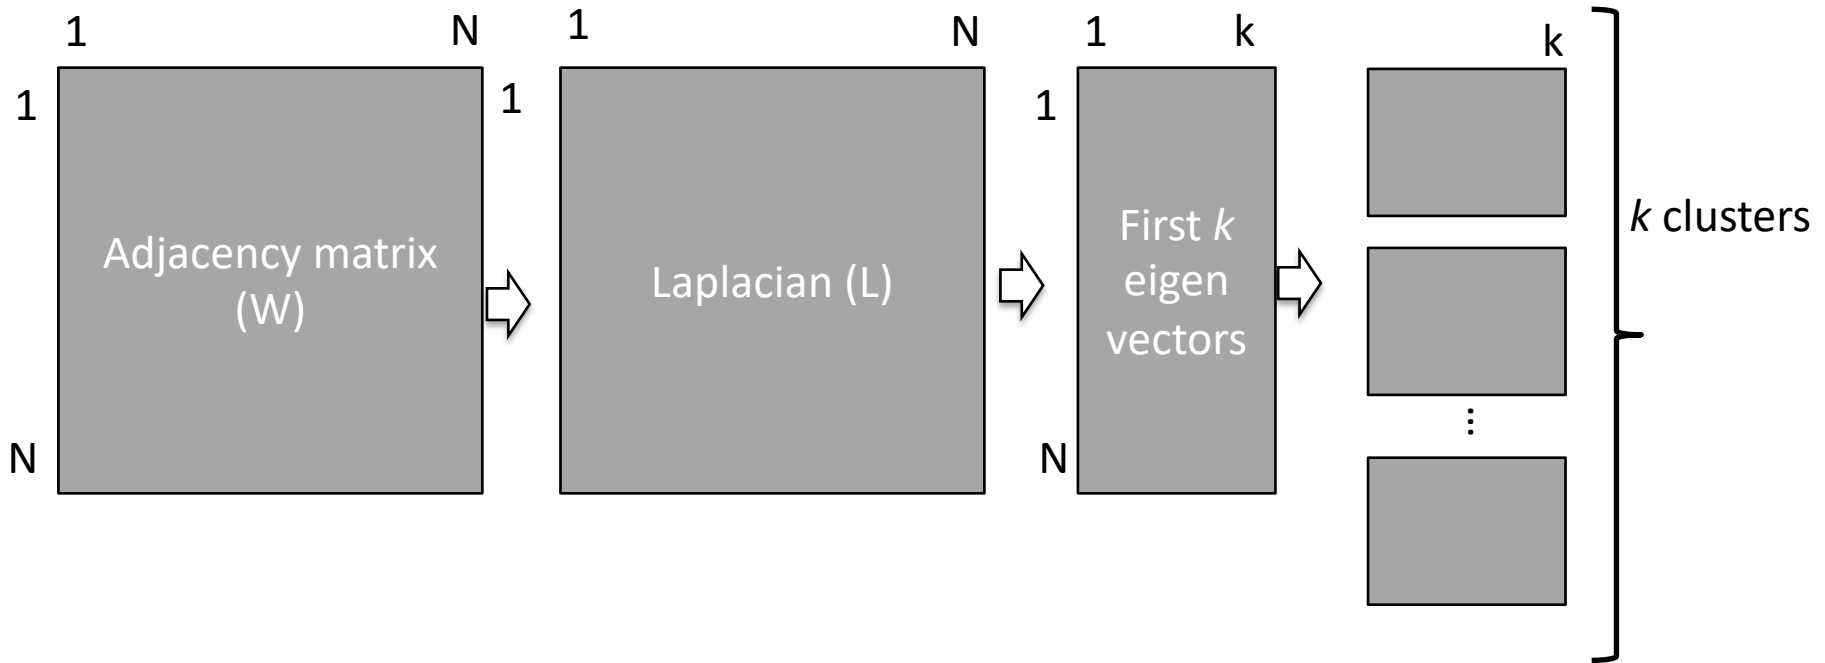 1
N
1
N
1
k
k
1
1
1
Adjacency matrix
(W)
Laplacian (L)
First k
eigen
vectors
k clusters
...
N
N